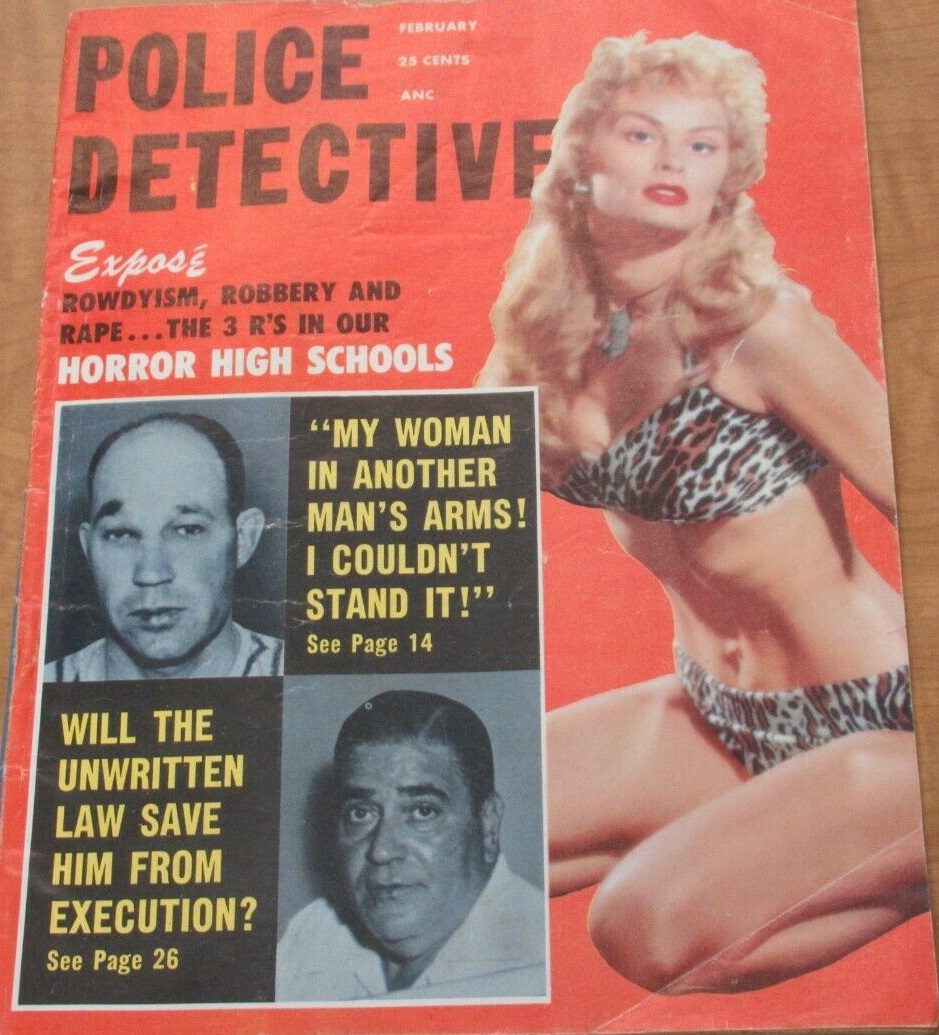 POLICE
DETECTIVE
FEBRUARY
25 CENTS
ANC
Exposé
ROWDYISM, ROBBERY AND
RAPE...THE 3 R'S IN OUR
HORROR HIGH SCHOOLS
"MY WOMAN
IN ANOTHER
MAN'S ARMS!
I COULDN'T
STAND IT!"
See Page 14
WILL THE
UNWRITTEN
LAW SAVE
HIM FROM
EXECUTION?
See Page 26